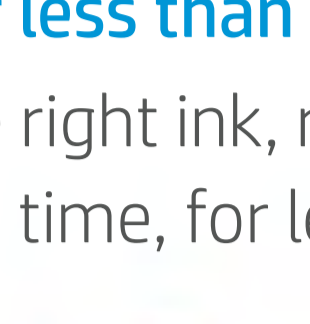 less than
right ink,
time, for